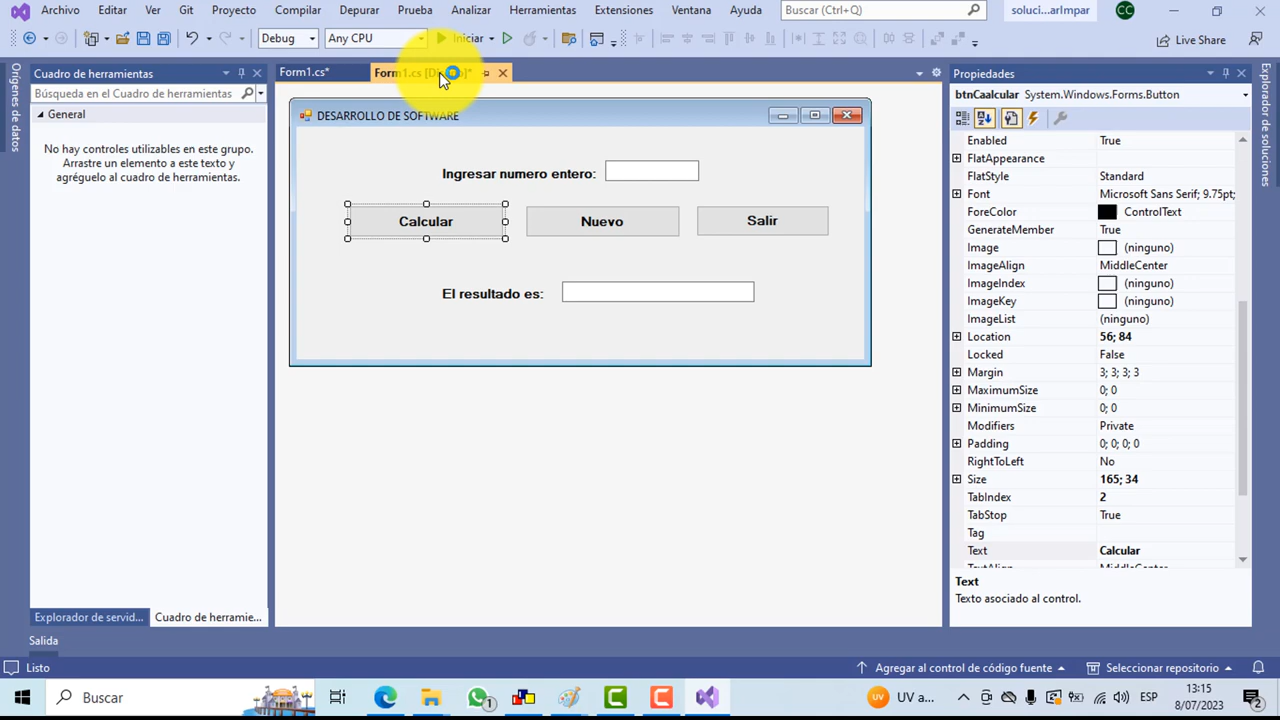 Archivo Editar Ver Git Proyecto Compilar Depurar Prueba Analizar Herramientas Extensiones Ventana Ayuda Buscar (Ctrl+Q) soluci...arImpar CC
Debug Any CPU Iniciar Live Share
Orígenes de datos
Cuadro de herramientas
Búsqueda en el Cuadro de herramientas
General
No hay controles utilizables en este grupo.
Arrastre un elemento a este texto y
agréguelo al cuadro de herramientas.
Explorador de servid...
Cuadro de herramie...
Form1.cs*
Form1.cs
DESARROLLO DE SOFTWARE
Ingresar numero entero:
Calcular
Nuevo
Salir
El resultado es:
Propiedades
btnCaalcular System.Windows.Forms.Button
Enabled True
FlatAppearance
FlatStyle Standard
Font Microsoft Sans Serif; 9.75pt;
ForeColor ControlText
GenerateMember True
Image (ninguno)
ImageAlign MiddleCenter
ImageIndex (ninguno)
ImageKey (ninguno)
ImageList (ninguno)
Location 56; 84
Locked False
Margin 3; 3; 3; 3
MaximumSize 0; 0
MinimumSize 0; 0
Modifiers Private
Padding 0; 0; 0; 0
RightToLeft No
Size 165; 34
TabIndex 2
TabStop True
Tag
Text Calcular
TextAlign MiddleCenter
Text
Texto asociado al control.
Explorador de soluciones
Salida
Listo
Agregar al control de código fuente
Seleccionar repositorio
Buscar
1
UV a...
ESP
13:15
8/07/2023
2